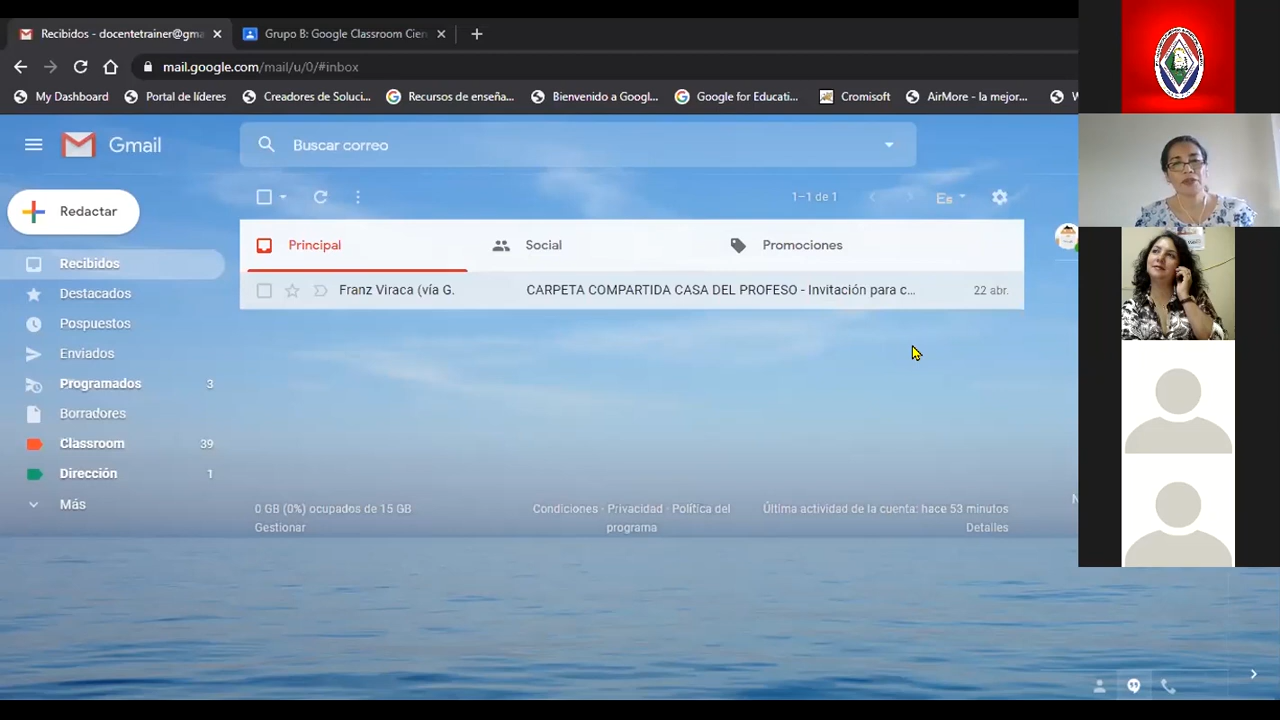 Recibidos - docentetrainer@gma
Grupo B: Google Classroom Cien
mail.google.com/mail/u/0/#inbox
My Dashboard
Portal de líderes
Creadores de Soluci...
Recursos de enseña...
Bienvenido a Googl...
Google for Educati...
Cromisoft
AirMore - la mejor...
Gmail
Buscar correo
Redactar
1–1 de 1
Es
Principal
Social
Promociones
Franz Viraca (vía G.
CARPETA COMPARTIDA CASA DEL PROFESO - Invitación para c...
22 abr.
Recibidos
Destacados
Pospuestos
Enviados
Programados 3
Borradores
Classroom 39
Dirección 1
Más
0 GB (0%) ocupados de 15 GB
Gestionar
Condiciones · Privacidad · Política del
programa
Última actividad de la cuenta: hace 53 minutos
Detalles